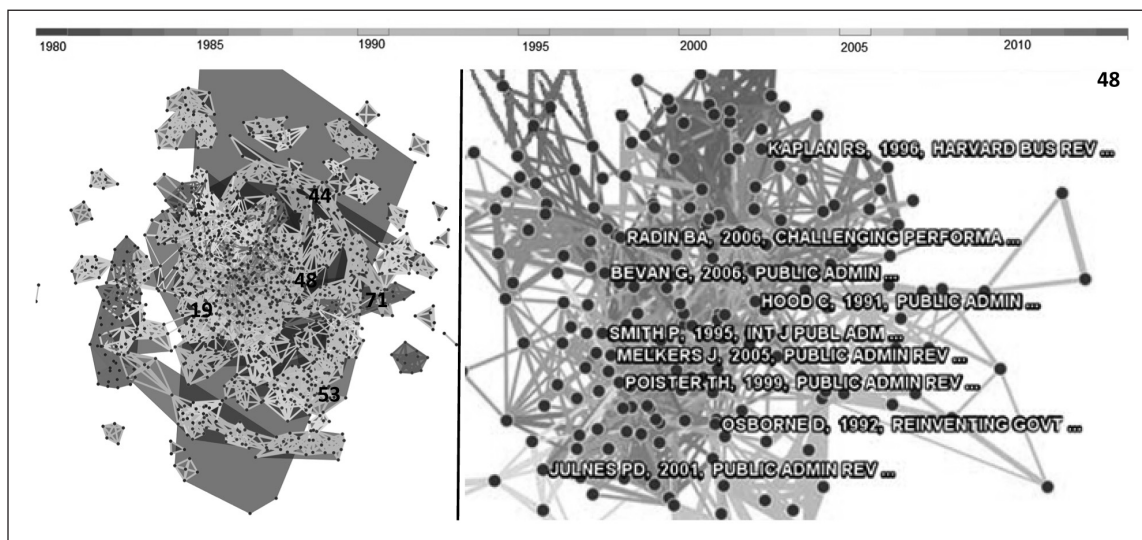 1980 1985 1990 1995 2000 2005 2010
48
44
48
71
19
53
KAPLAN RS, 1996, HARVARD BUS REV ...
RADIN BA, 2006, CHALLENGING PERFORMA ...
BEVAN G, 2006, PUBLIC ADMIN ...
HOOD C, 1991, PUBLIC ADMIN ...
SMITH P, 1995, INT J PUBL ADM ...
MELKERS J, 2005, PUBLIC ADMIN REV ...
POISTER TH, 1999, PUBLIC ADMIN REV ...
OSBORNE D, 1992, REINVENTING GOVT ...
JULNES PD, 2001, PUBLIC ADMIN REV ...